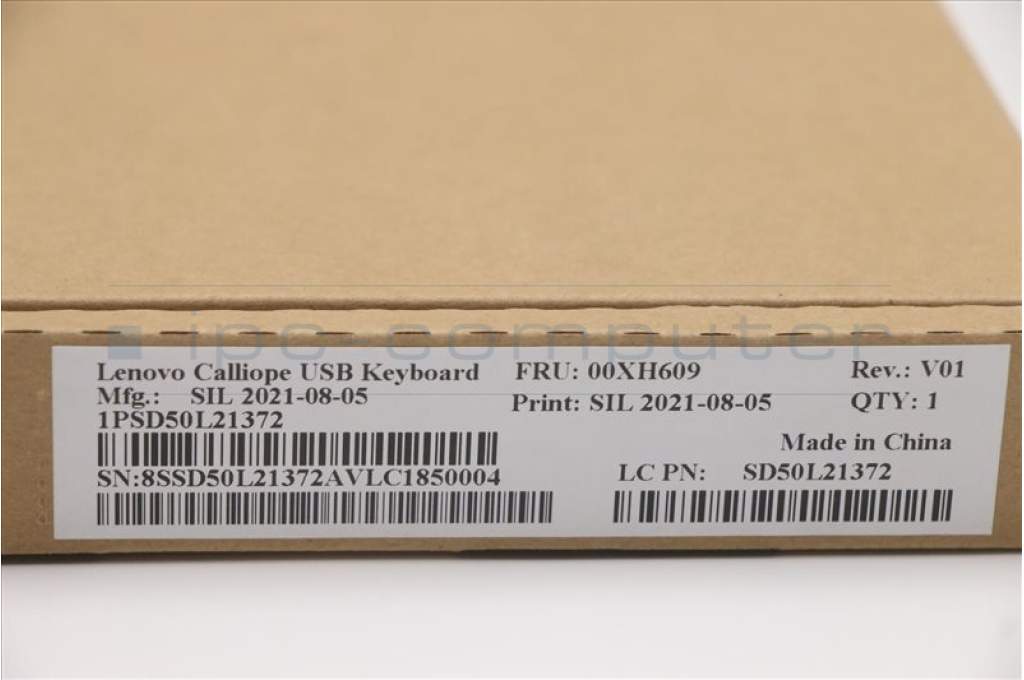 ipc-computer
Lenovo Calliope USB Keyboard FRU: 00XH609 Rev.: V01
Mfg.: SIL 2021-08-05 Print: SIL 2021-08-05 QTY: 1
1PSD50L21372
Made in China
SN:8SSD50L21372AVLC1850004 LC PN: SD50L21372